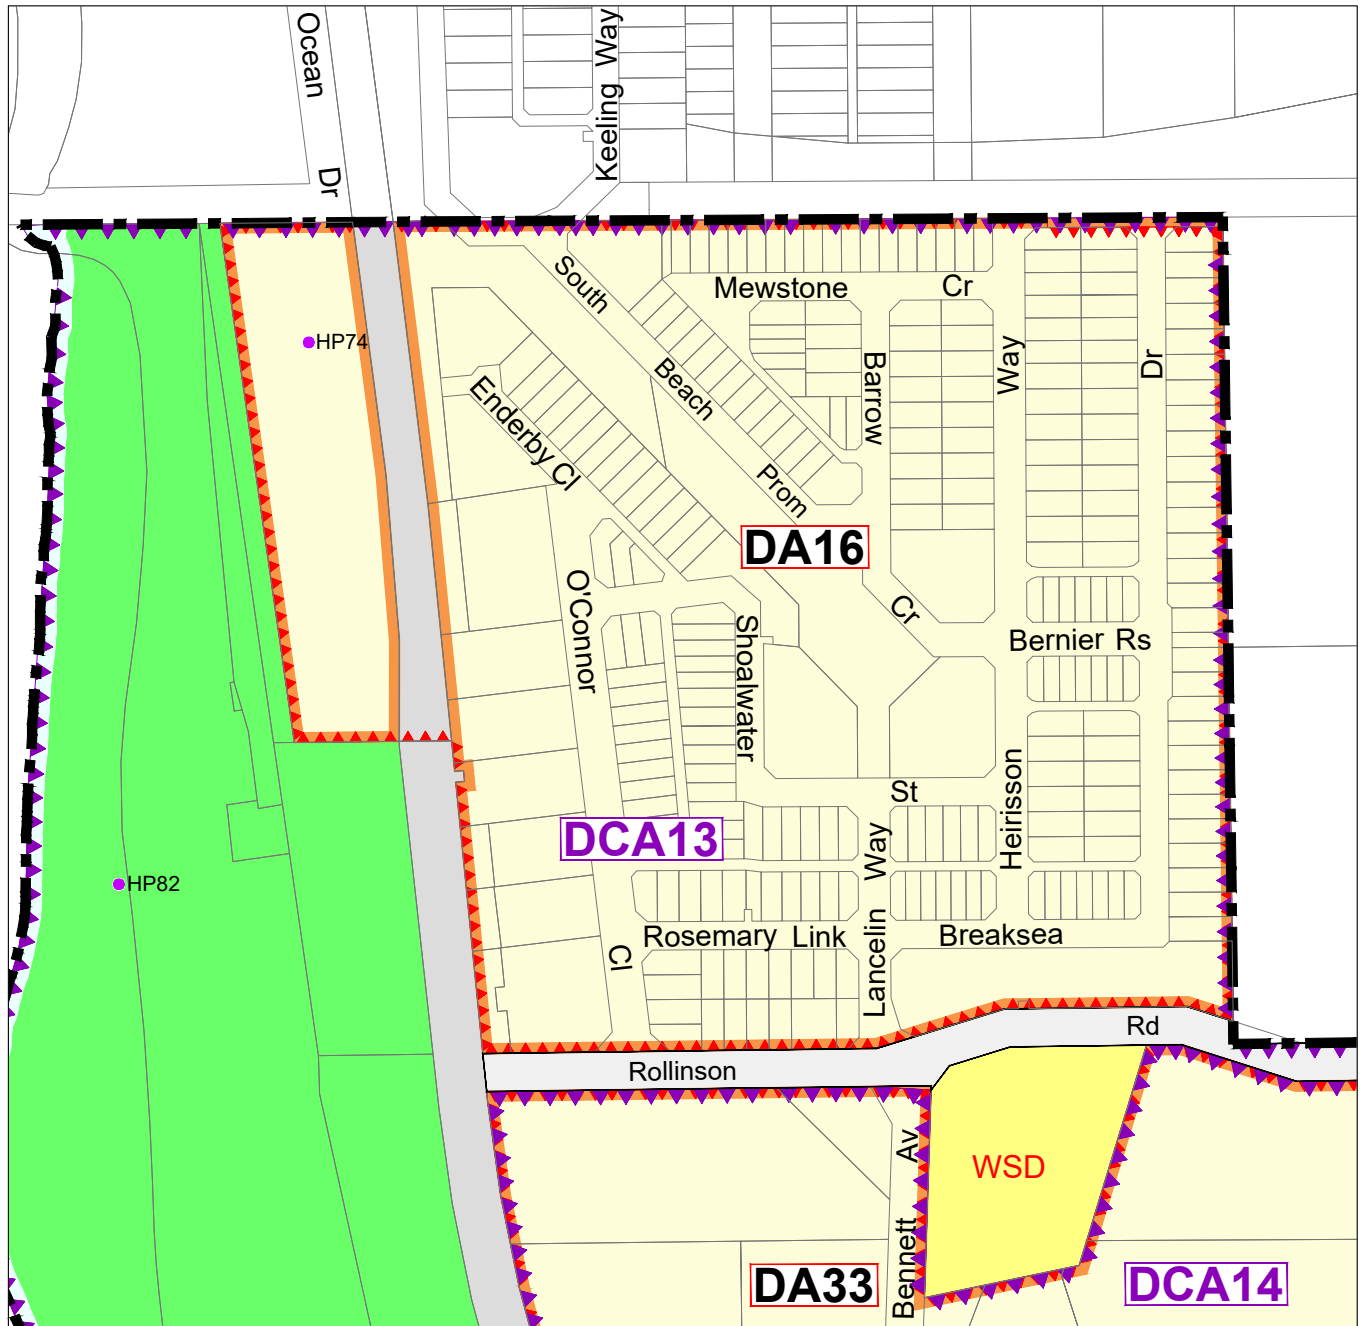 Ocean
Dr
Keeling Way
HP74
South
Beach
Prom
Mewstone
Cr
Barrow
Way
Dr
Enderby Cl
DA16
O'Connor
Shoalwater
Cr
Bernier Rs
Heirisson
St
DCA13
Way
HP82
Rosemary Link
Lancelin
Breaksea
Cl
Rd
Rollinson
Av
WSD
Bennett
DA33
DCA14